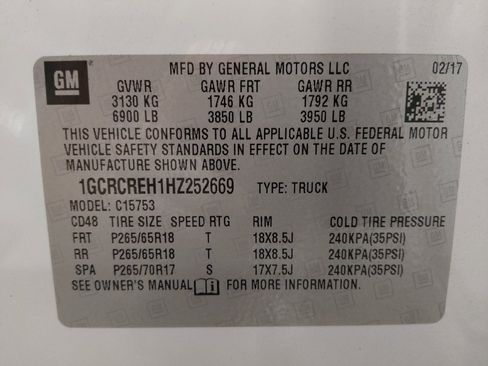 GM
MFD BY GENERAL MOTORS LLC 02/17
GVWR GAWR FRT GAWR RR
3130 KG 1746 KG 1792 KG
6900 LB 3850 LB 3950 LB
THIS VEHICLE CONFORMS TO ALL APPLICABLE U.S. FEDERAL MOTOR
VEHICLE SAFETY STANDARDS IN EFFECT ON THE DATE OF
MANUFACTURE SHOWN ABOVE.
1GCRCREH1HZ252669 TYPE: TRUCK
MODEL: C15753
CD48 TIRE SIZE SPEED RTG RIM COLD TIRE PRESSURE
FRT P265/65R18 T 18X8.5J 240KPA(35PSI)
RR P265/65R18 T 18X8.5J 240KPA(35PSI)
SPA P265/70R17 S 17X7.5J 240KPA(35PSI)
SEE OWNER'S MANUAL FOR MORE INFORMATION.